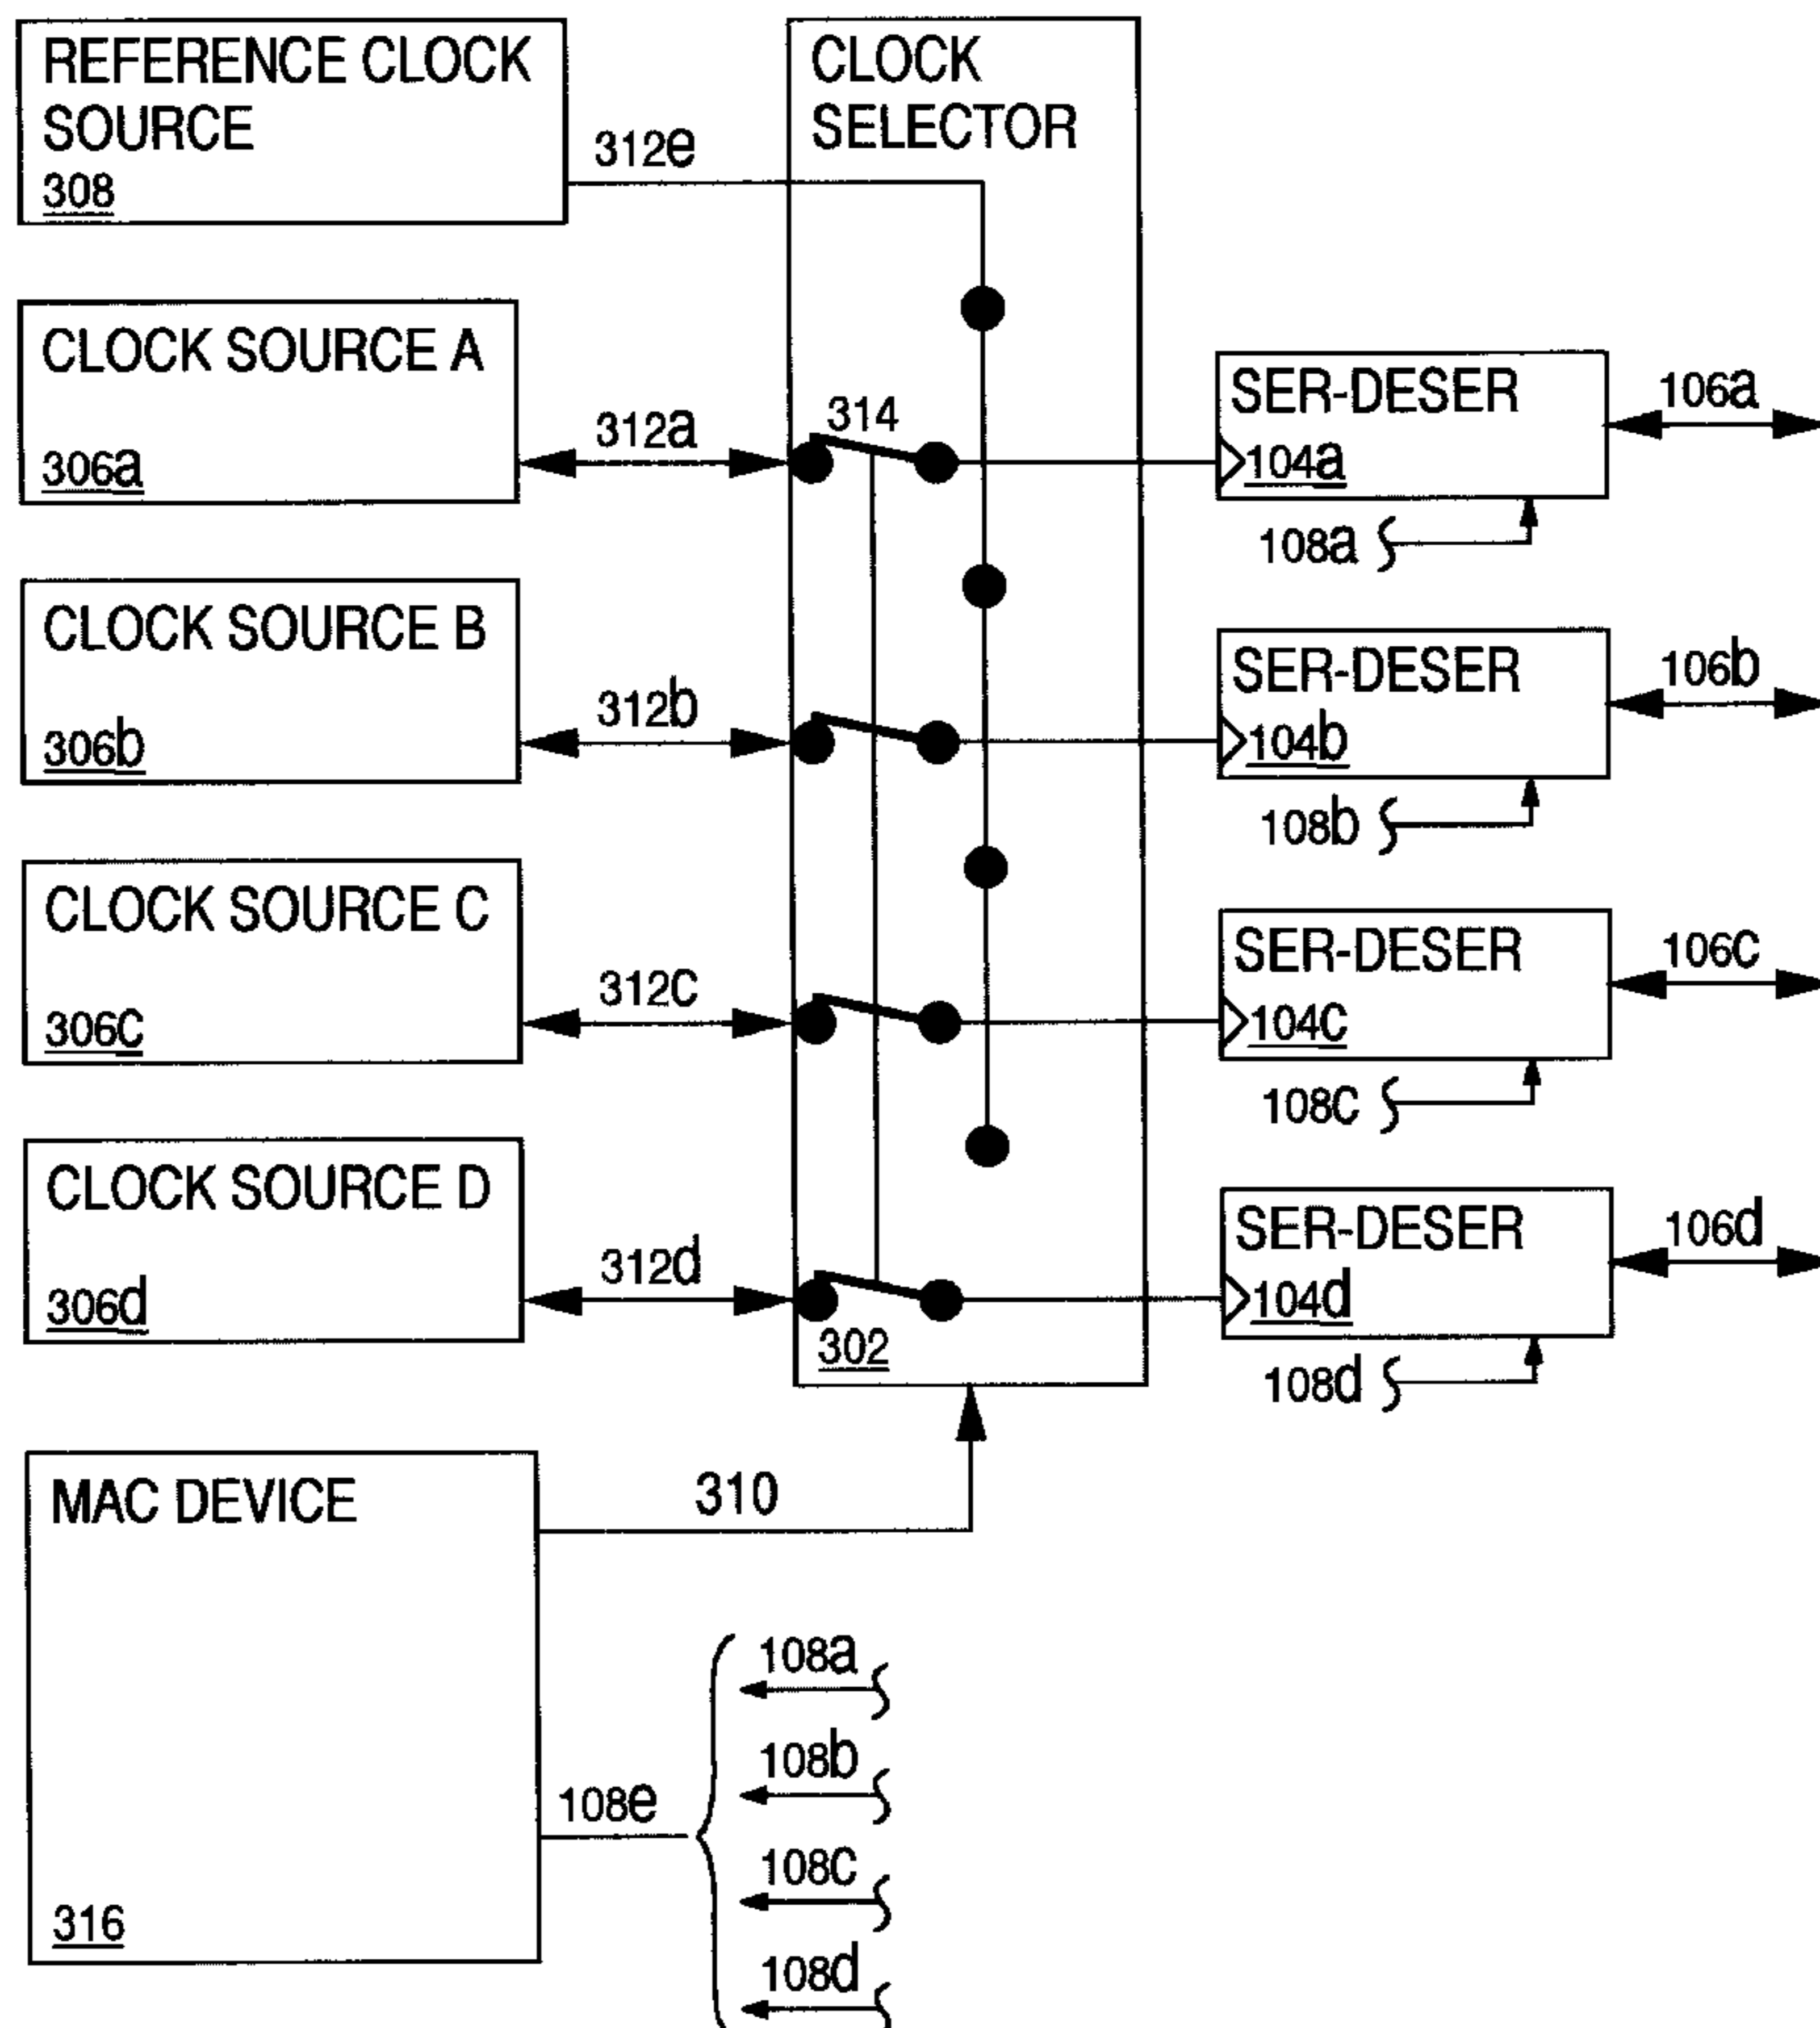 REFERENCE CLOCK
SOURCE
308
312e
CLOCK
SELECTOR
CLOCK SOURCE A
306a
312a
314
SER-DESER
104a
106a
108a
CLOCK SOURCE B
306b
312b
SER-DESER
104b
106b
108b
CLOCK SOURCE C
306c
312c
SER-DESER
104c
106c
108c
CLOCK SOURCE D
306d
312d
302
SER-DESER
104d
106d
108d
MAC DEVICE
316
310
108e
108a
108b
108c
108d